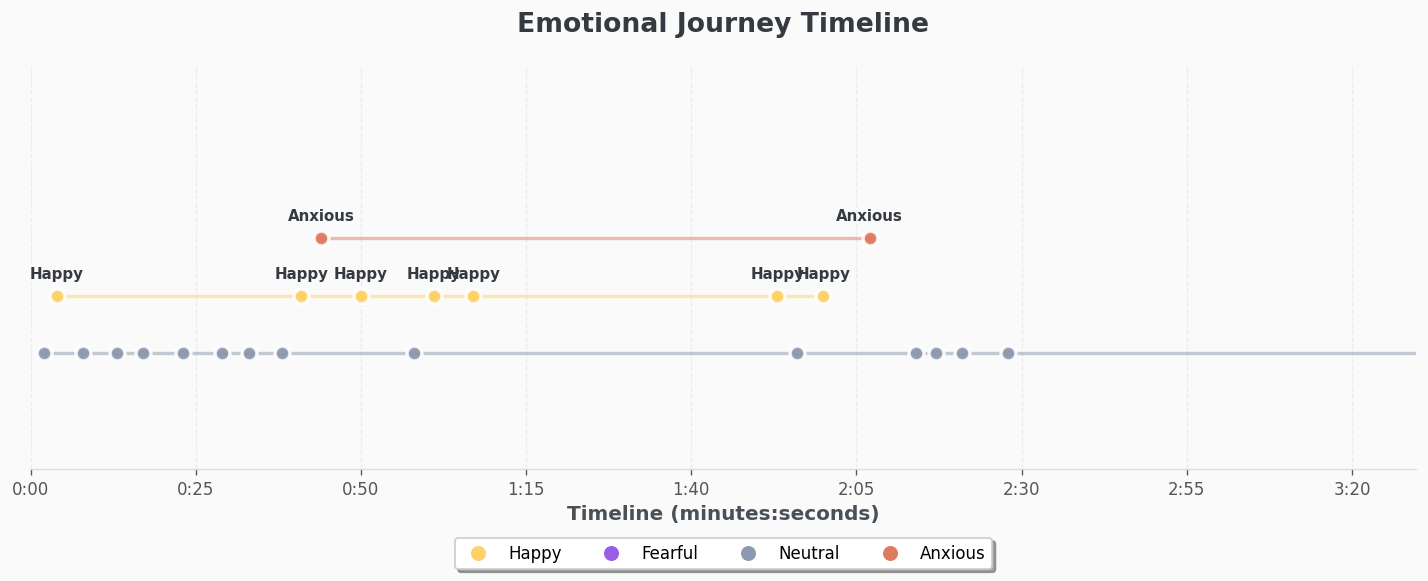 Emotional Journey Timeline
Anxious Anxious
Happy Happy Happy Happy Happy Happy Happy
0:00 0:25 0:50 1:15 1:40 2:05 2:30 2:55 3:20
Timeline (minutes:seconds)
Happy Fearful Neutral Anxious